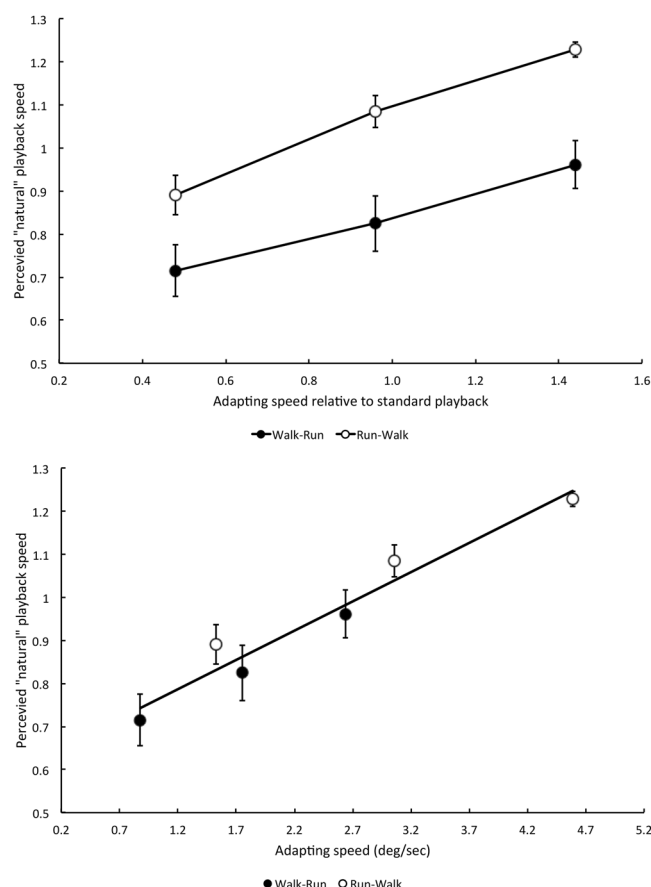 1.3
1.2
1.1
1
0.9
0.8
0.7
0.6
0.5
Percevied "natural" playback speed
0.2 0.4 0.6 0.8 1.0 1.2 1.4 1.6
Adapting speed relative to standard playback
Walk-Run Run-Walk
1.3
1.2
1.1
1
0.9
0.8
0.7
0.6
0.5
Percevied "natural" playback speed
0.2 0.7 1.2 1.7 2.2 2.7 3.2 3.7 4.2 4.7 5.2
Adapting speed (deg/sec)
Walk-Run Run-Walk